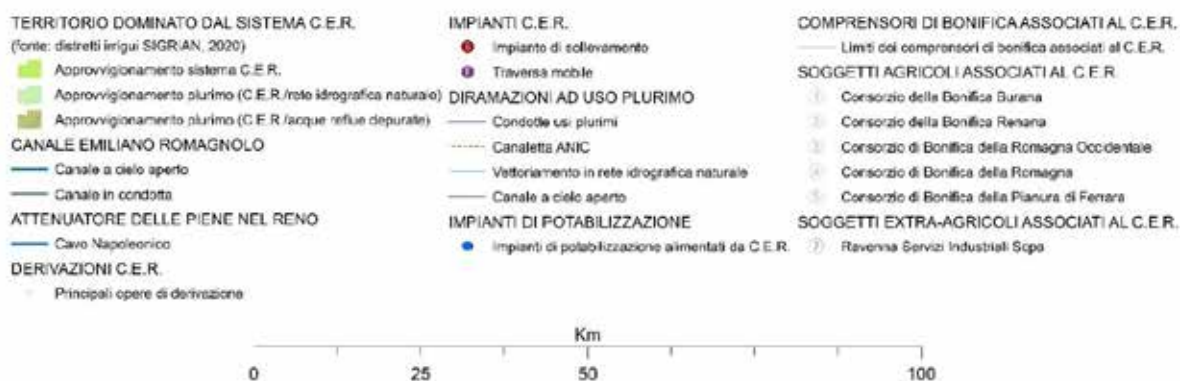 TERRITORIO DOMINATO DAL SISTEMA C.E.R.
(fonte: distretti irrigui SIGRIAN, 2020)
Approvvigionamento sistema C.E.R.
Approvvigionamento plurimo (C.E.R./rete idrografica naturale)
Approvvigionamento plurimo (C.E.R./acque reflue depurate)
CANALE EMILIANO ROMAGNOLO
Canale a cielo aperto
Canale in condotta
ATTENUATORE DELLE PIENE NEL RENO
Cavo Napoleonico
DERIVAZIONI C.E.R.
Principali opere di derivazione
IMPIANTI C.E.R.
Impianto di sollevamento
Traversa mobile
DIRAMAZIONI AD USO PLURIMO
Condotte usi plurimi
Canaletta ANIC
Vettoriamento in rete idrografica naturale
Canale a cielo aperto
IMPIANTI DI POTABILIZZAZIONE
Impianti di potabilizzazione alimentati da C.E.R.
COMPRENSORI DI BONIFICA ASSOCIATI AL C.E.R.
Limiti dei comprensori di bonifica associati al C.E.R.
SOGGETTI AGRICOLI ASSOCIATI AL C.E.R.
1 Consorzio della Bonifica Burana
2 Consorzio della Bonifica Renana
3 Consorzio di Bonifica della Romagna Occidentale
4 Consorzio di Bonifica della Romagna
5 Consorzio di Bonifica della Pianura di Ferrara
SOGGETTI EXTRA-AGRICOLI ASSOCIATI AL C.E.R.
Ravenna Servizi Industriali Scpa
Km
0 25 50 100